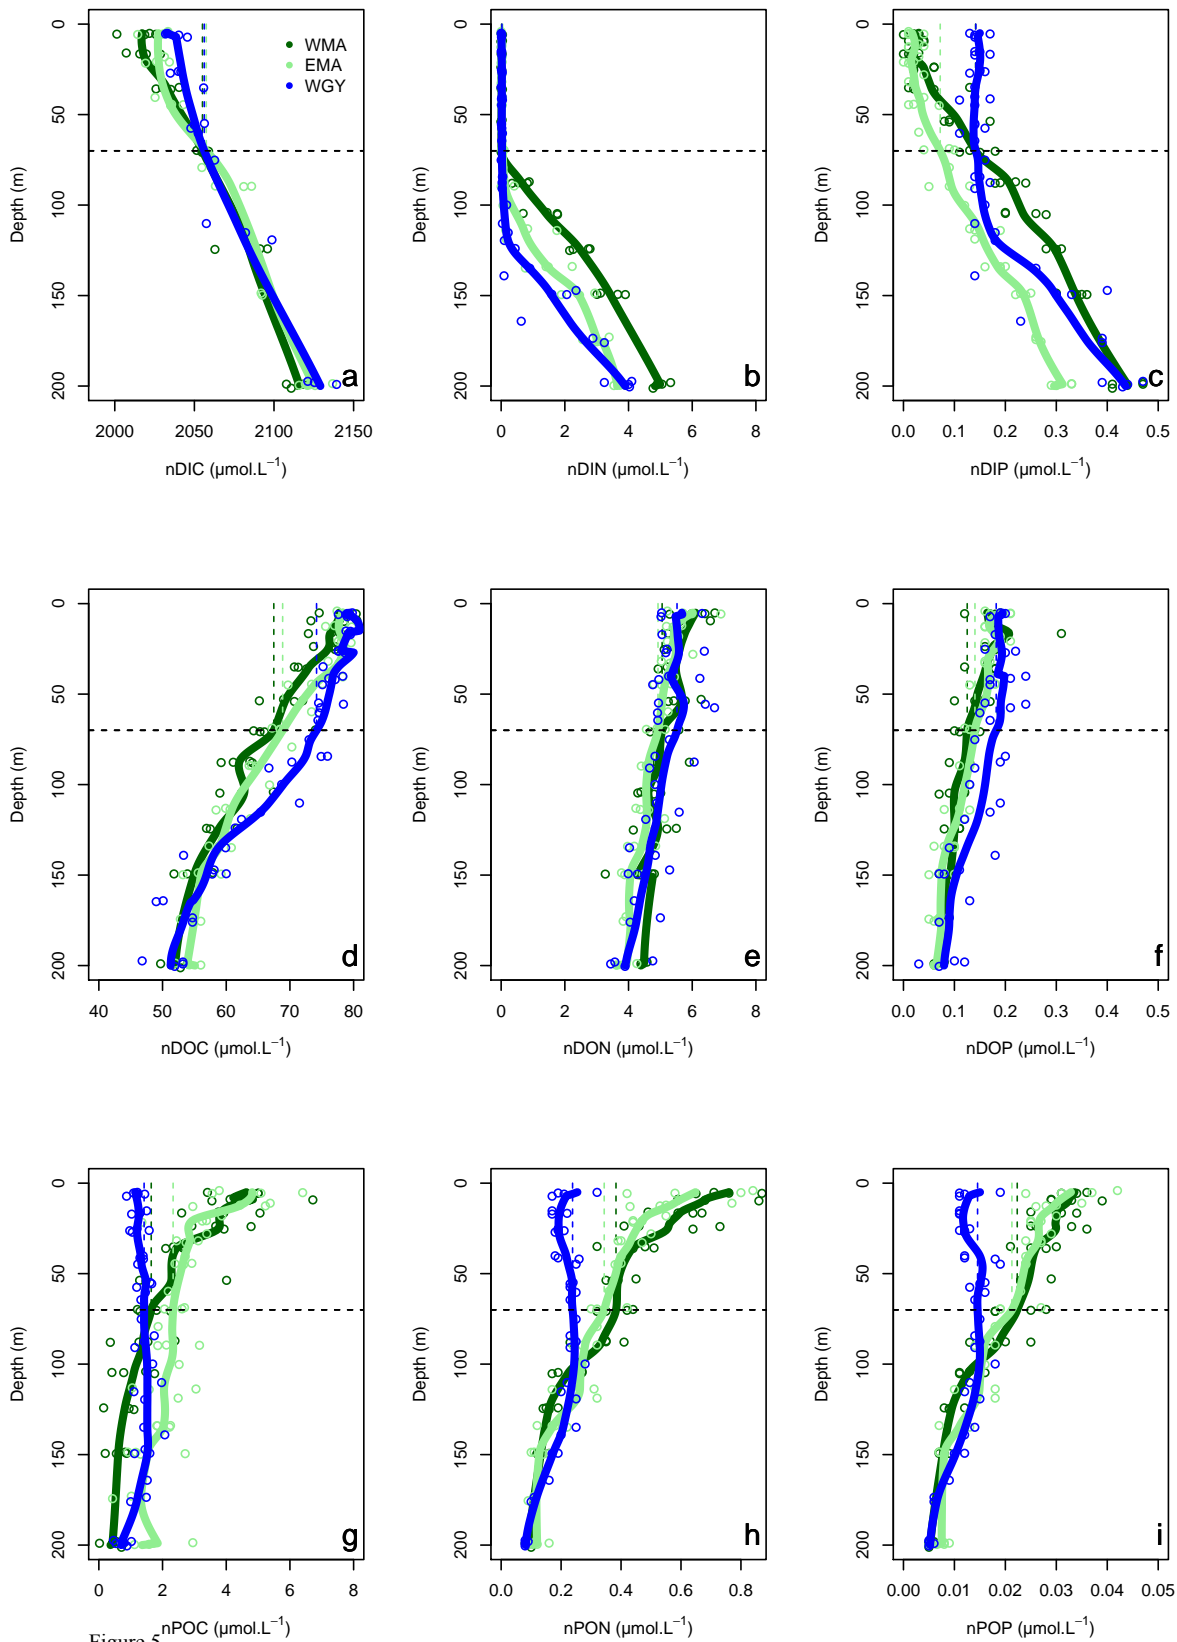 0
50
100
150
200
Depth (m)
2000 2050 2100 2150
nDIC (µmol.L⁻¹)
WMA
EMA
WGY
a
0
50
100
150
200
Depth (m)
0 2 4 6 8
nDIN (µmol.L⁻¹)
b
0
50
100
150
200
Depth (m)
0.0 0.1 0.2 0.3 0.4 0.5
nDIP (µmol.L⁻¹)
c
0
50
100
150
200
Depth (m)
40 50 60 70 80
nDOC (µmol.L⁻¹)
d
0
50
100
150
200
Depth (m)
0 2 4 6 8
nDON (µmol.L⁻¹)
e
0
50
100
150
200
Depth (m)
0.0 0.1 0.2 0.3 0.4 0.5
nDOP (µmol.L⁻¹)
f
0
50
100
150
200
Depth (m)
0 2 4 6 8
nPOC (µmol.L⁻¹)
g
0
50
100
150
200
Depth (m)
0.0 0.2 0.4 0.6 0.8
nPON (µmol.L⁻¹)
h
0
50
100
150
200
Depth (m)
0.00 0.01 0.02 0.03 0.04 0.05
nPOP (µmol.L⁻¹)
i
Figure 5